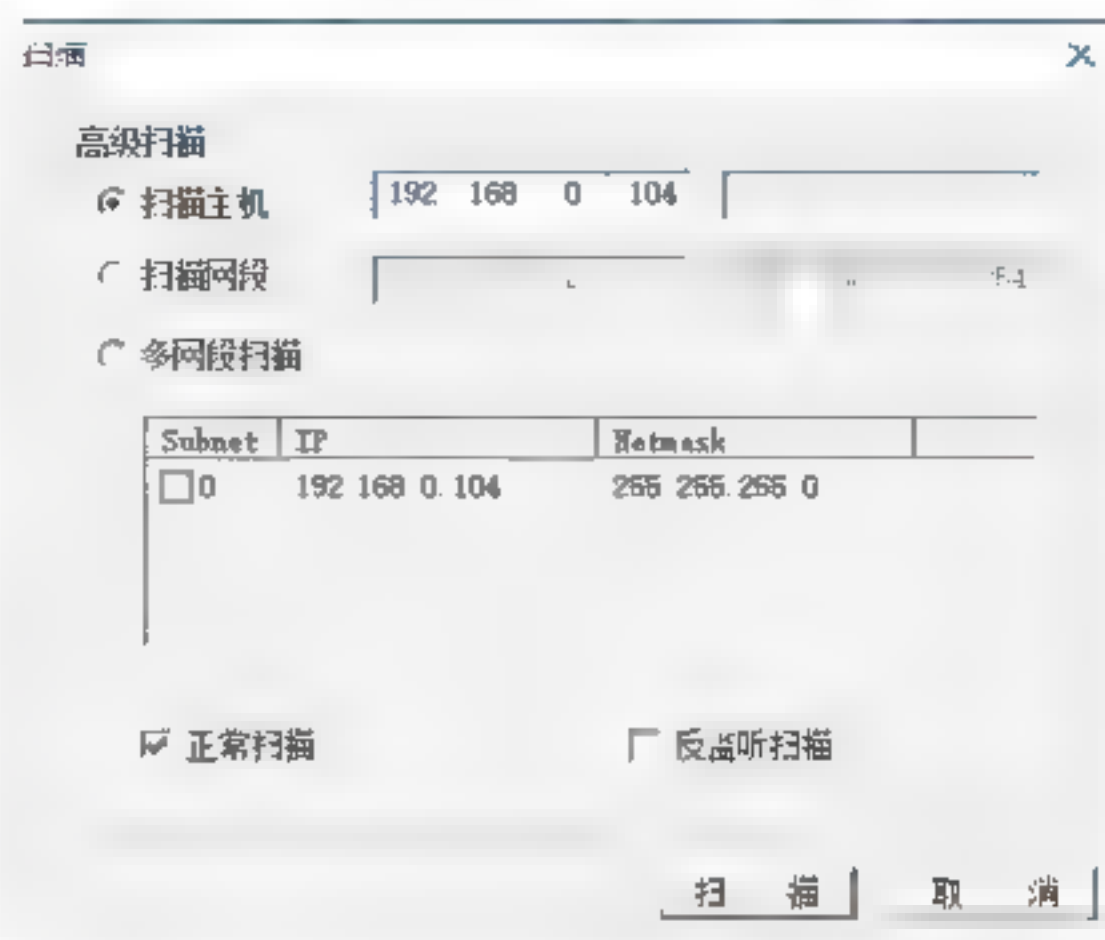 扫描
高级扫描
扫描主机 192 168 0 104
扫描网段
多网段扫描
Subnet IP Netmask
0 192 168 0.104 255 255.255 0
正常扫描 反监听扫描
扫 描 取 消